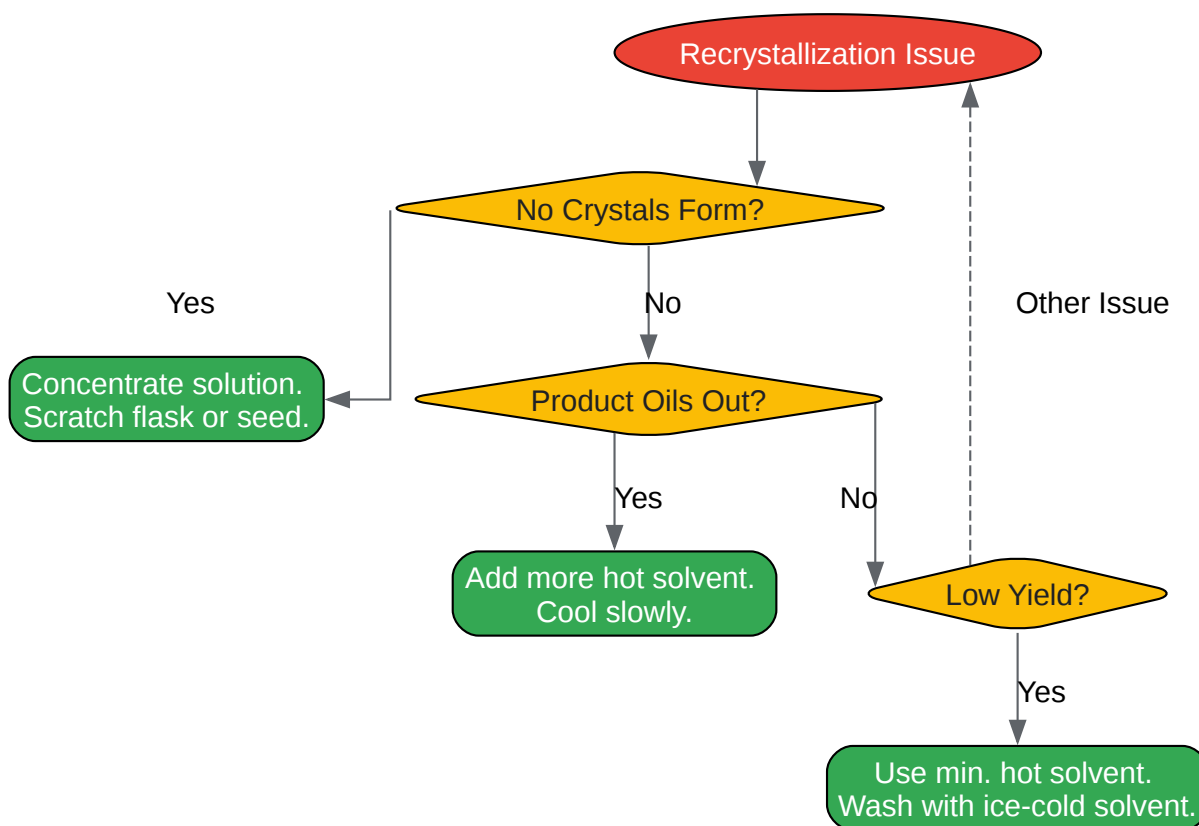 Recrystallization Issue
No Crystals Form?
Yes
No
Other Issue
Concentrate solution.
Scratch flask or seed.
Product Oils Out?
Yes
No
Add more hot solvent.
Cool slowly.
Low Yield?
Yes
Use min. hot solvent.
Wash with ice-cold solvent.